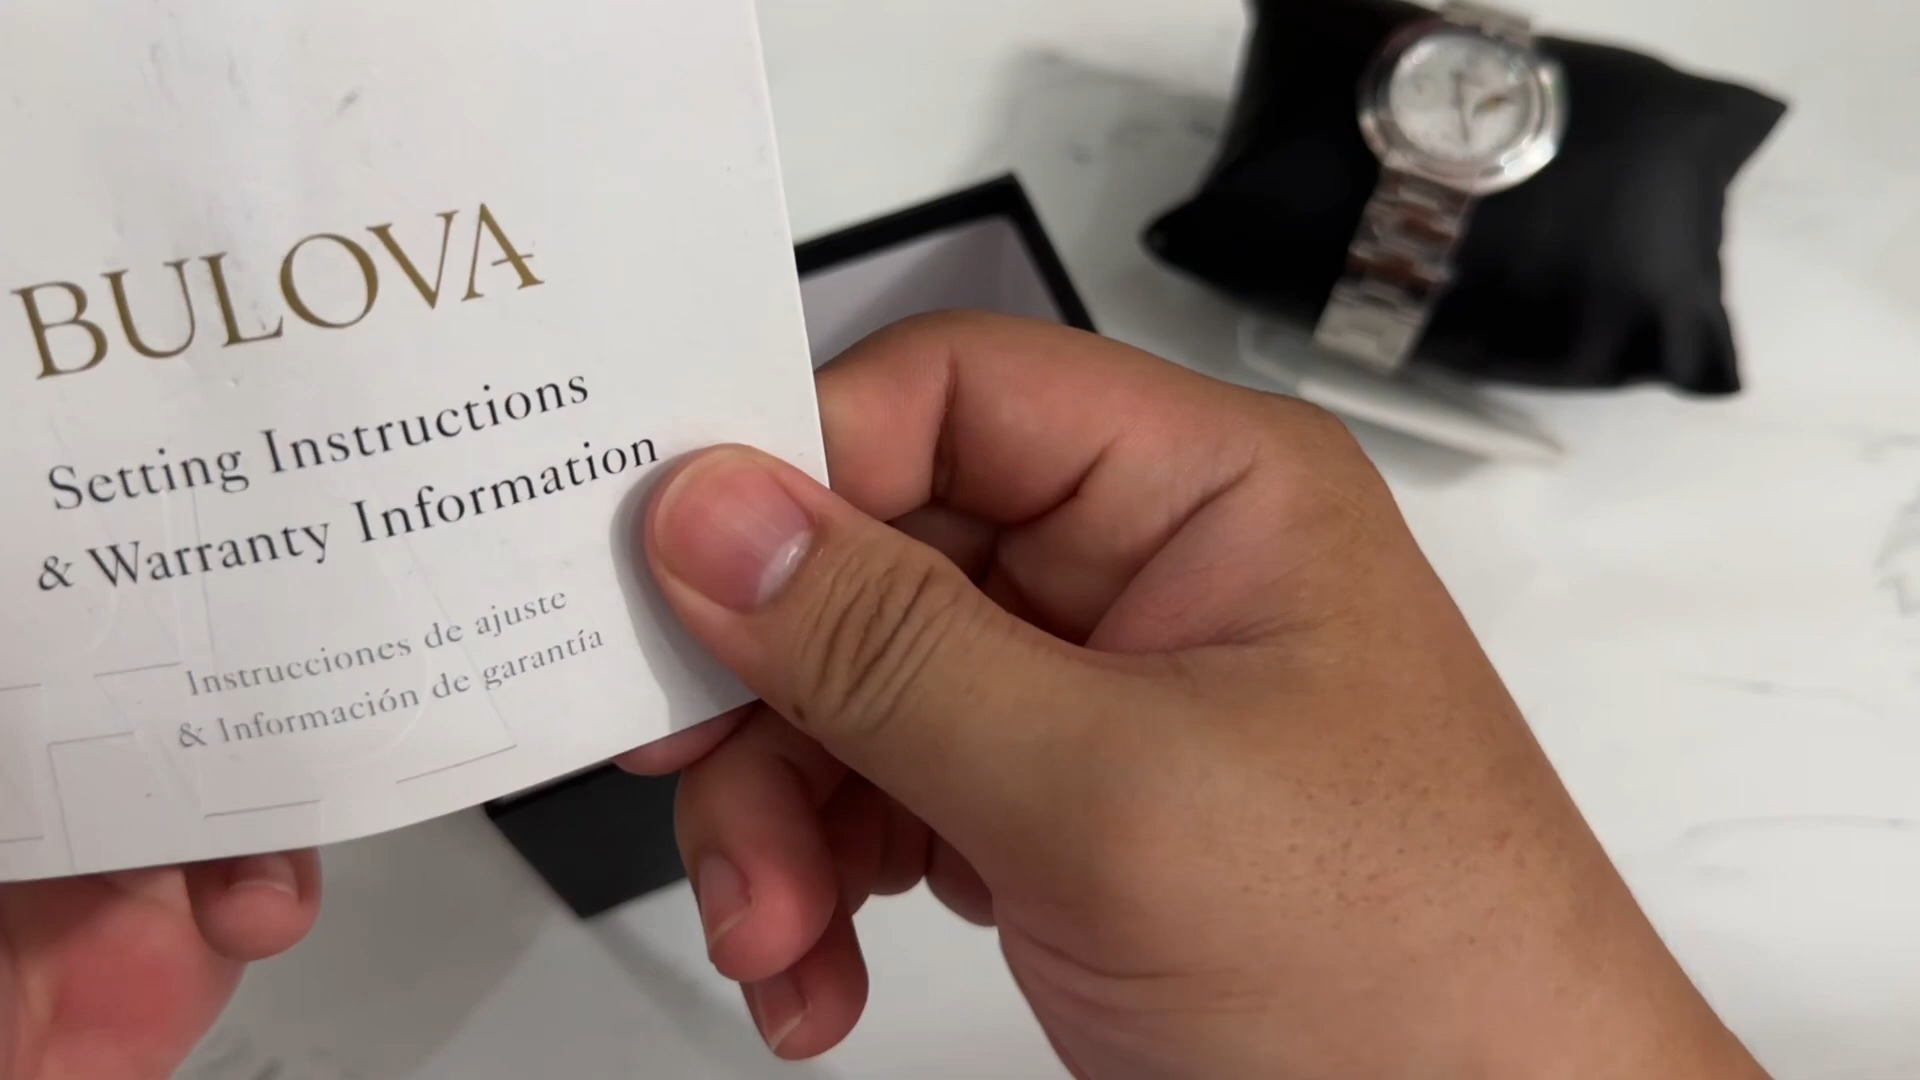 BULOVA
Setting Instructions
& Warranty Information
Instrucciones de ajuste
& Información de garantía